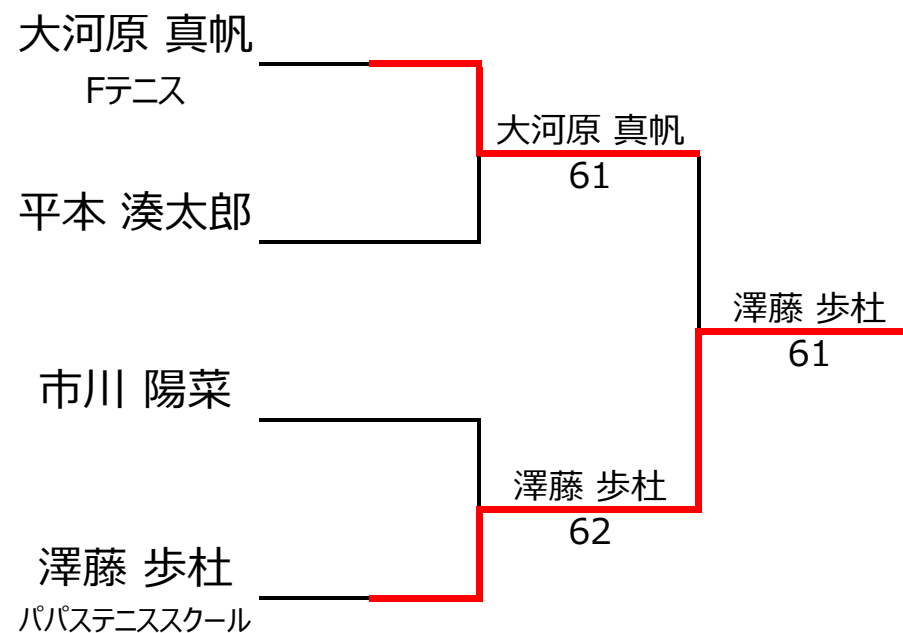 大河原 真帆
Fテニス
大河原 真帆
61
平本 湊太郎
澤藤 歩杜
61
市川 陽菜
澤藤 歩杜
62
澤藤 歩杜
パパステニススクール